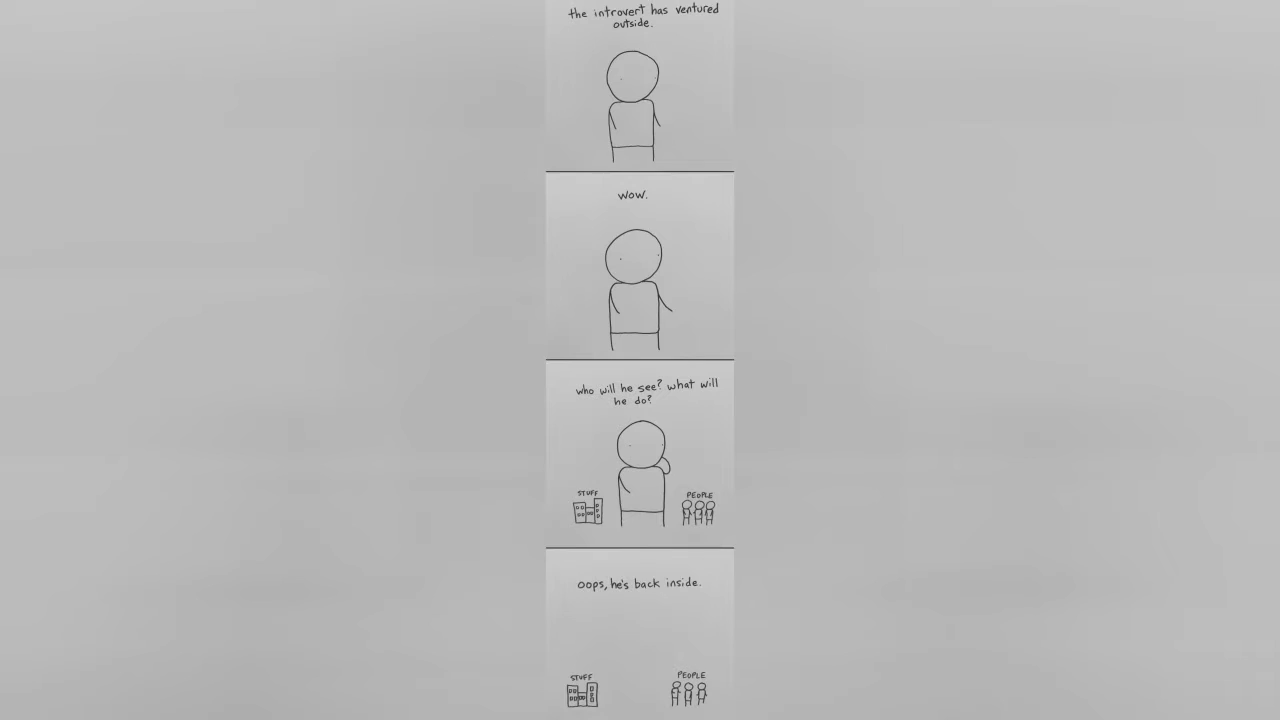 the introvert has ventured
outside.
wow.
who will he see? what will
he do?
STUFF
PEOPLE
oops, he's back inside.
STUFF
PEOPLE